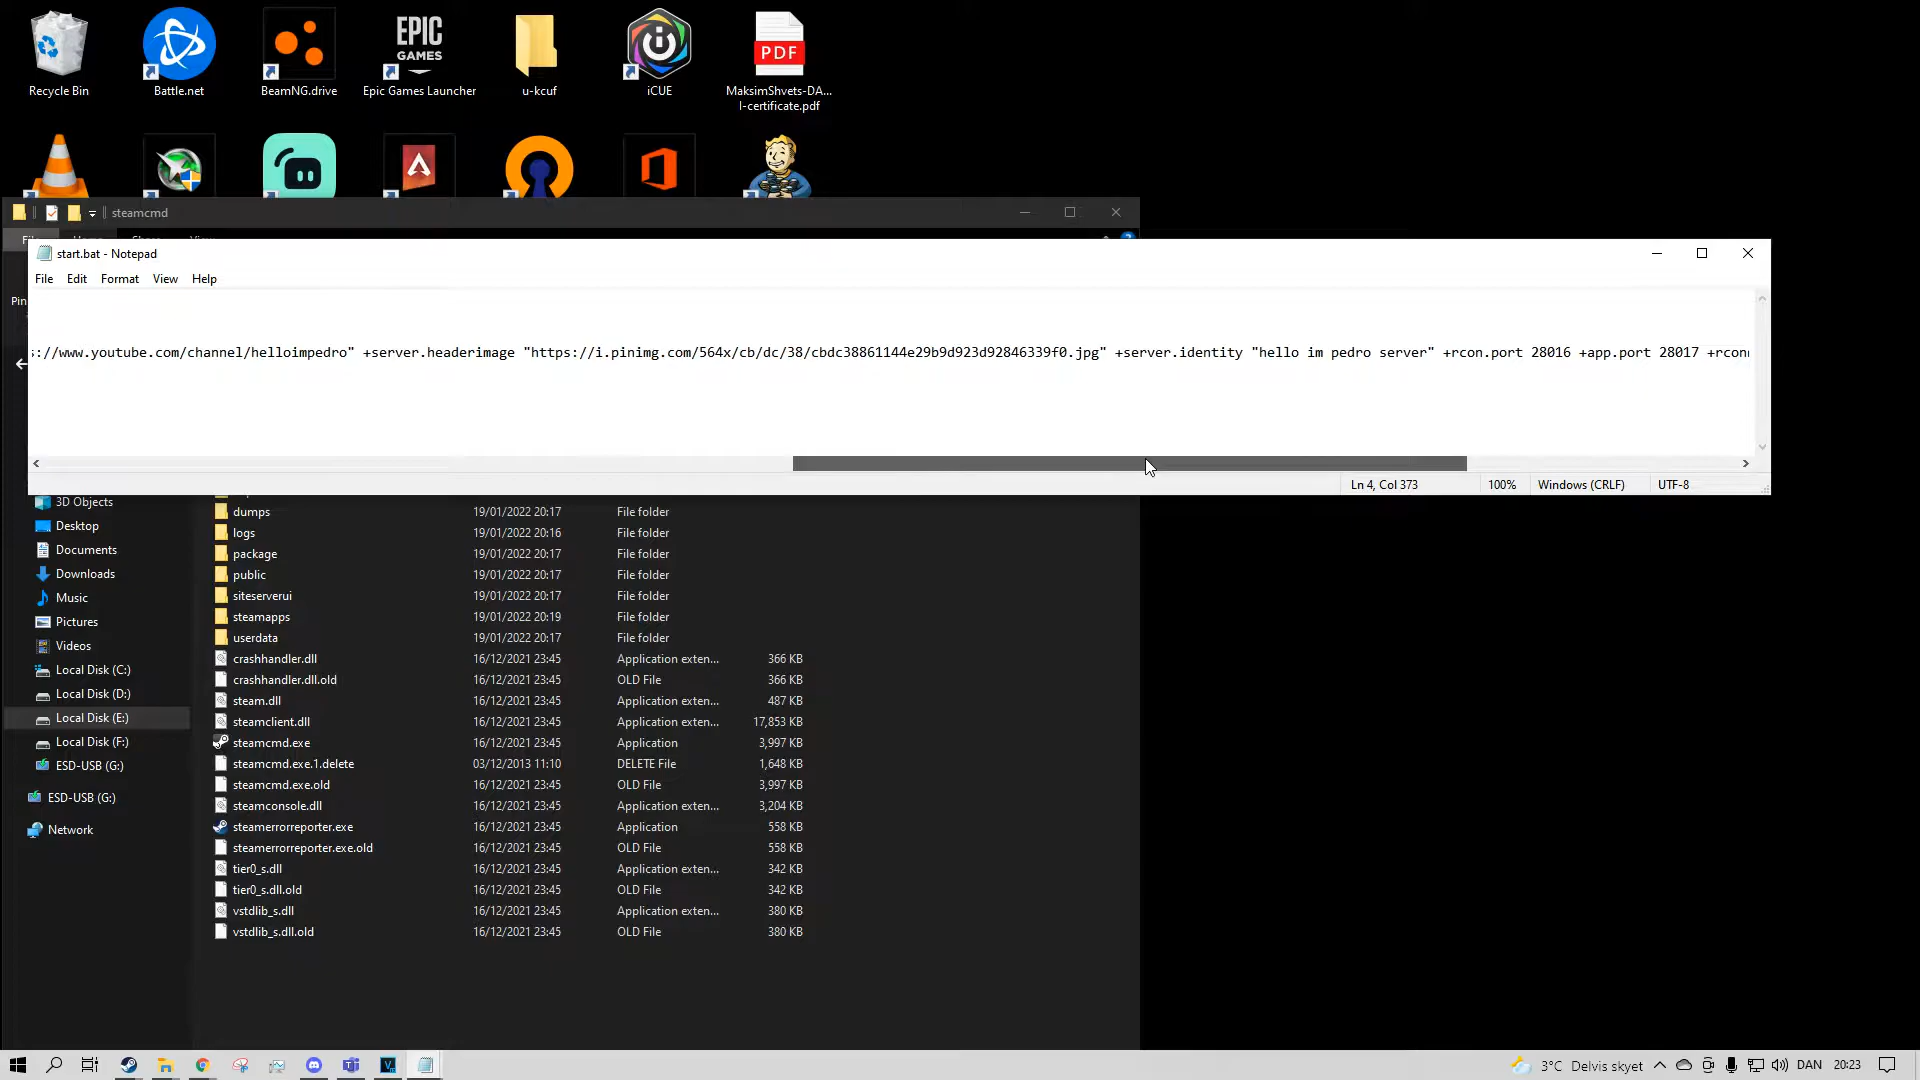 EPIC
GAMES
PDF
Recycle Bin
Battle.net
BeamNG.drive
Epic Games Launcher
u-kcuf
iCUE
MaksimShvets-DA...
l-certificate.pdf
steamcmd
start.bat - Notepad
File Edit Format View Help
Pin
s://www.youtube.com/channel/helloimpedro" +server.headerimage "https://i.pinimg.com/564x/cb/dc/38/cbdc38861144e29b9d923d92846339f0.jpg" +server.identity "hello im pedro server" +rcon.port 28016 +app.port 28017 +rcon
Ln 4, Col 373 100% Windows (CRLF) UTF-8
3D Objects
Desktop
Documents
Downloads
Music
Pictures
Videos
Local Disk (C:)
Local Disk (D:)
Local Disk (E:)
Local Disk (F:)
ESD-USB (G:)
ESD-USB (G:)
Network
dumps 19/01/2022 20:17 File folder
logs 19/01/2022 20:16 File folder
package 19/01/2022 20:17 File folder
public 19/01/2022 20:17 File folder
siteserverui 19/01/2022 20:17 File folder
steamapps 19/01/2022 20:19 File folder
userdata 19/01/2022 20:17 File folder
crashhandler.dll 16/12/2021 23:45 Application exten... 366 KB
crashhandler.dll.old 16/12/2021 23:45 OLD File 366 KB
steam.dll 16/12/2021 23:45 Application exten... 487 KB
steamclient.dll 16/12/2021 23:45 Application exten... 17,853 KB
steamcmd.exe 16/12/2021 23:45 Application 3,997 KB
steamcmd.exe.1.delete 03/12/2013 11:10 DELETE File 1,648 KB
steamcmd.exe.old 16/12/2021 23:45 OLD File 3,997 KB
steamconsole.dll 16/12/2021 23:45 Application exten... 3,204 KB
steamerrorreporter.exe 16/12/2021 23:45 Application 558 KB
steamerrorreporter.exe.old 16/12/2021 23:45 OLD File 558 KB
tier0_s.dll 16/12/2021 23:45 Application exten... 342 KB
tier0_s.dll.old 16/12/2021 23:45 OLD File 342 KB
vstdlib_s.dll 16/12/2021 23:45 Application exten... 380 KB
vstdlib_s.dll.old 16/12/2021 23:45 OLD File 380 KB
3°C Delvis skyet DAN 20:23